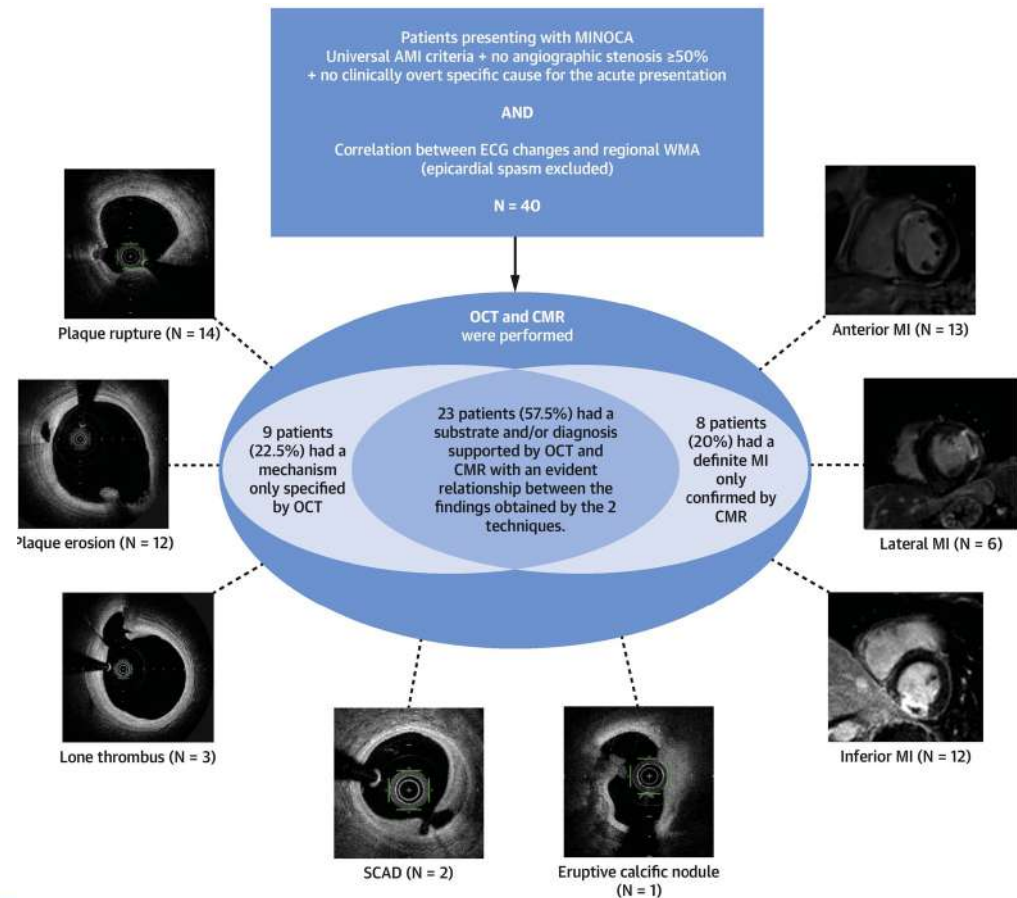 Patients presenting with MINOCA
Universal AMI criteria + no angiographic stenosis ≥50%
+ no clinically overt specific cause for the acute presentation
AND
Correlation between ECG changes and regional WMA
(epicardial spasm excluded)
N = 40
OCT and CMR
were performed
Plaque rupture (N = 14)
Anterior MI (N = 13)
9 patients
(22.5%) had a
mechanism
only specified
by OCT
23 patients (57.5%) had a
substrate and/or diagnosis
supported by OCT and
CMR with an evident
relationship between the
findings obtained by the 2
techniques.
8 patients
(20%) had a
definite MI
only
confirmed by
CMR
Plaque erosion (N = 12)
Lateral MI (N = 6)
Lone thrombus (N = 3)
Inferior MI (N = 12)
SCAD (N = 2)
Eruptive calcific nodule
(N = 1)